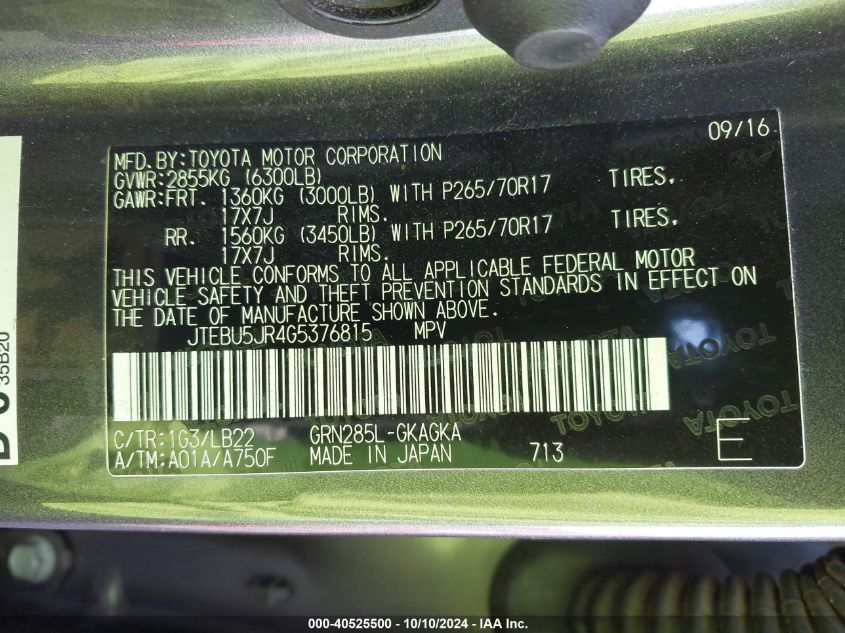 09/16
MFD.BY:TOYOTA MOTOR CORPORATION
GVWR:2855KG (6300LB)
GAWR:FRT. 1360KG (3000LB) WITH P265/70R17 TIRES.
17X7J RIMS.
RR. 1560KG (3450LB) WITH P265/70R17 TIRES.
17X7J RIMS.
THIS VEHICLE CONFORMS TO ALL APPLICABLE FEDERAL MOTOR
VEHICLE SAFETY AND THEFT PREVENTION STANDARDS IN EFFECT ON
THE DATE OF MANUFACTURE SHOWN ABOVE.
JTEBU5JR4G5376815 MPV
C/TR:1G3/LB22 GRN285L-GKAGKA
A/TM:A01A/A750F MADE IN JAPAN 713 E
35B20
000-40525500 - 10/10/2024 - IAA Inc.